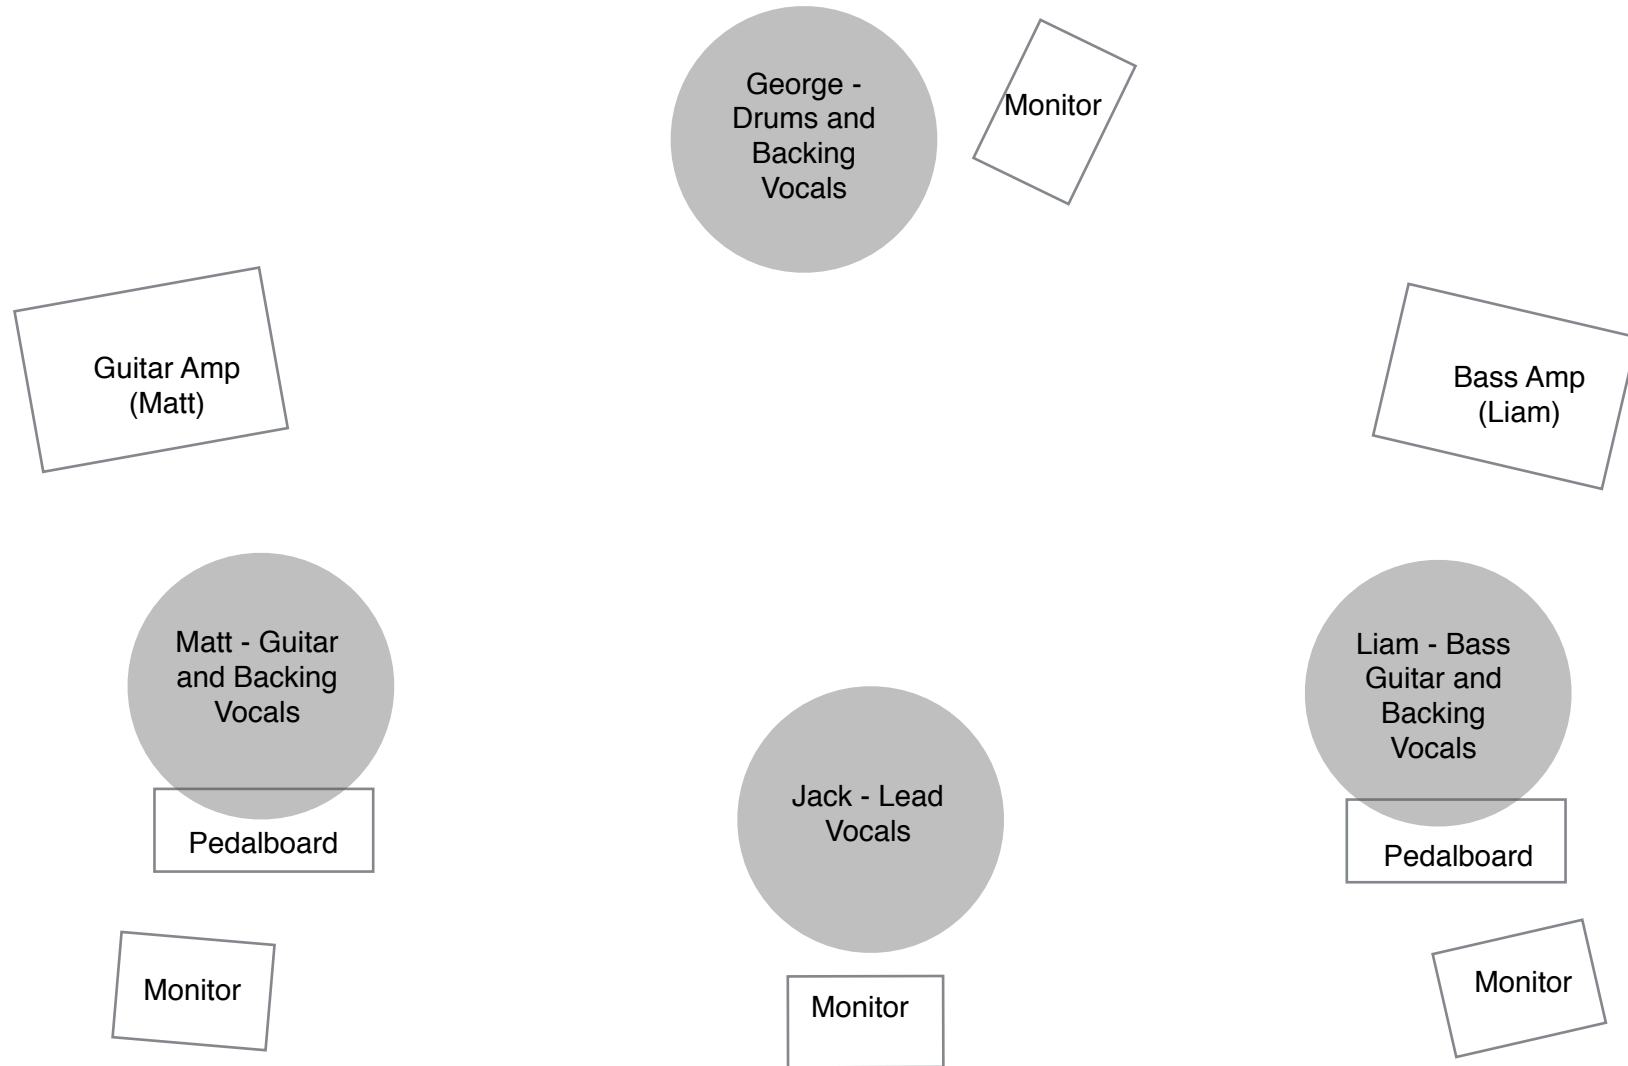 George -
Drums and
Backing
Vocals
Monitor
Guitar Amp
(Matt)
Bass Amp
(Liam)
Matt - Guitar
and Backing
Vocals
Liam - Bass
Guitar and
Backing
Vocals
Jack - Lead
Vocals
Pedalboard
Pedalboard
Monitor
Monitor
Monitor